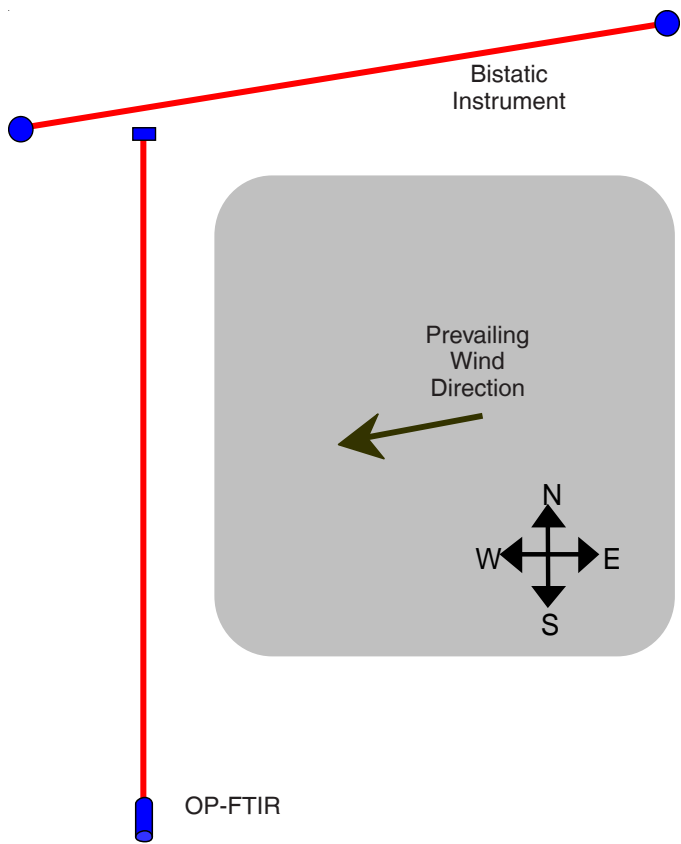 Bistatic
Instrument
Prevailing
Wind
Direction
N
W E
S
OP-FTIR